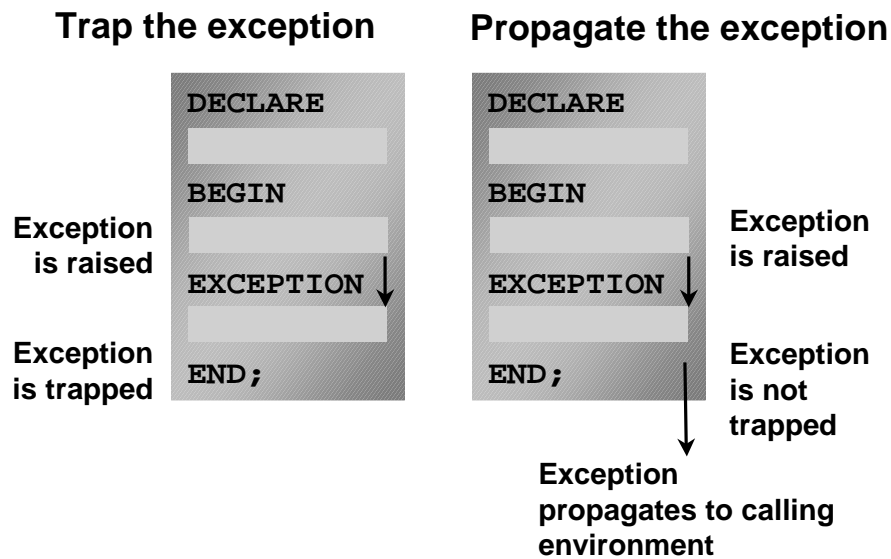 Trap the exception
DECLARE
BEGIN
Exception
is raised
EXCEPTION
Exception
is trapped
END;
Propagate the exception
DECLARE
BEGIN
Exception
is raised
EXCEPTION
Exception
is not
trapped
END;
Exception
propagates to calling
environment